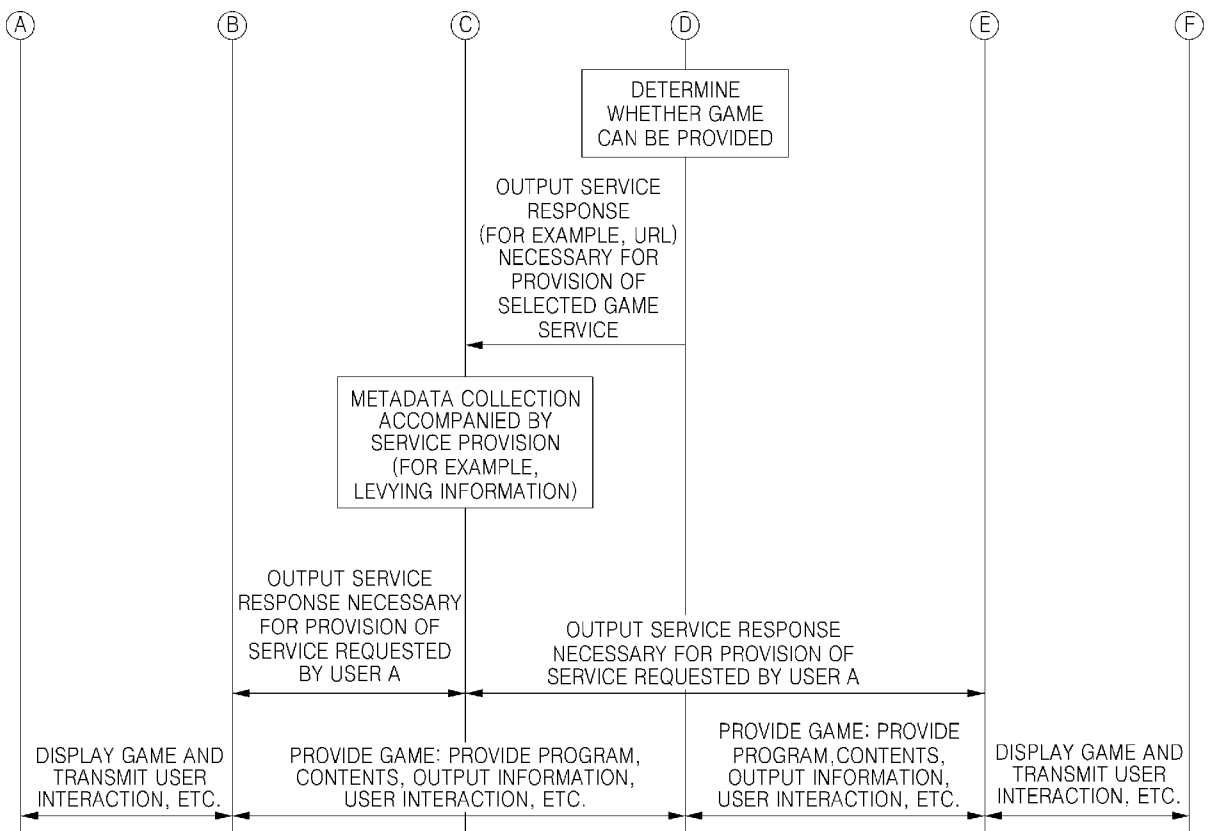 A B C D E F
DETERMINE
WHETHER GAME
CAN BE PROVIDED
OUTPUT SERVICE
RESPONSE
(FOR EXAMPLE, URL)
NECESSARY FOR
PROVISION OF
SELECTED GAME
SERVICE
METADATA COLLECTION
ACCOMPANIED BY
SERVICE PROVISION
(FOR EXAMPLE,
LEVYING INFORMATION)
OUTPUT SERVICE
RESPONSE NECESSARY
FOR PROVISION OF
SERVICE REQUESTED
BY USER A
OUTPUT SERVICE RESPONSE
NECESSARY FOR PROVISION OF
SERVICE REQUESTED BY USER A
DISPLAY GAME AND
TRANSMIT USER
INTERACTION, ETC.
PROVIDE GAME: PROVIDE PROGRAM,
CONTENTS, OUTPUT INFORMATION,
USER INTERACTION, ETC.
PROVIDE GAME: PROVIDE
PROGRAM,CONTENTS,
OUTPUT INFORMATION,
USER INTERACTION, ETC.
DISPLAY GAME AND
TRANSMIT USER
INTERACTION, ETC.